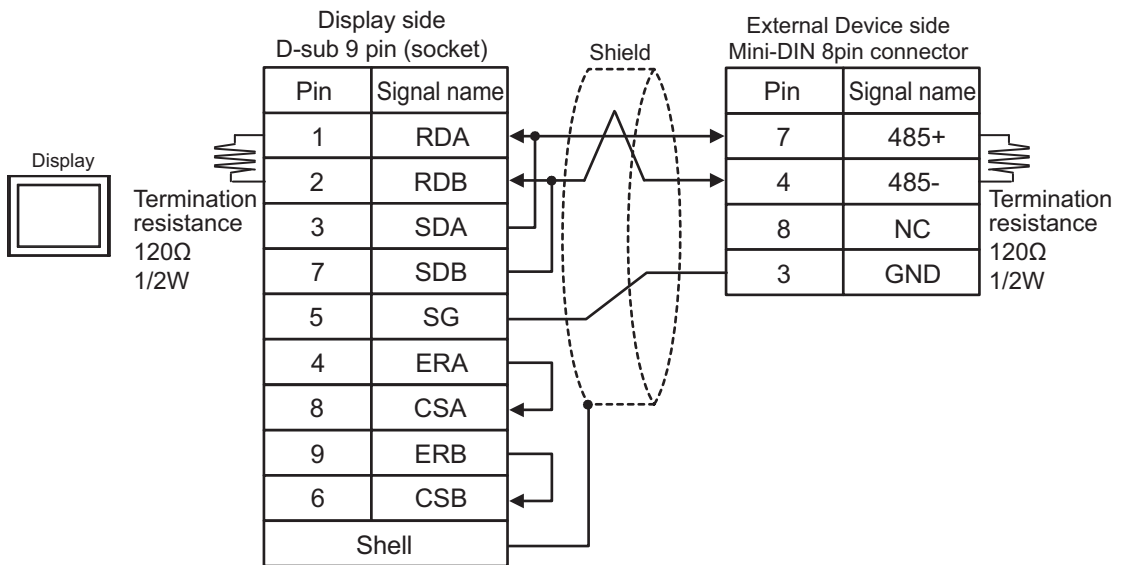 Display side
D-sub 9 pin (socket)
Shield
External Device side
Mini-DIN 8pin connector
Pin Signal name
1 RDA
2 RDB
3 SDA
7 SDB
5 SG
4 ERA
8 CSA
9 ERB
6 CSB
Shell
Pin Signal name
7 485+
4 485-
8 NC
3 GND
Display
Termination
resistance
120Ω
1/2W
Termination
resistance
120Ω
1/2W